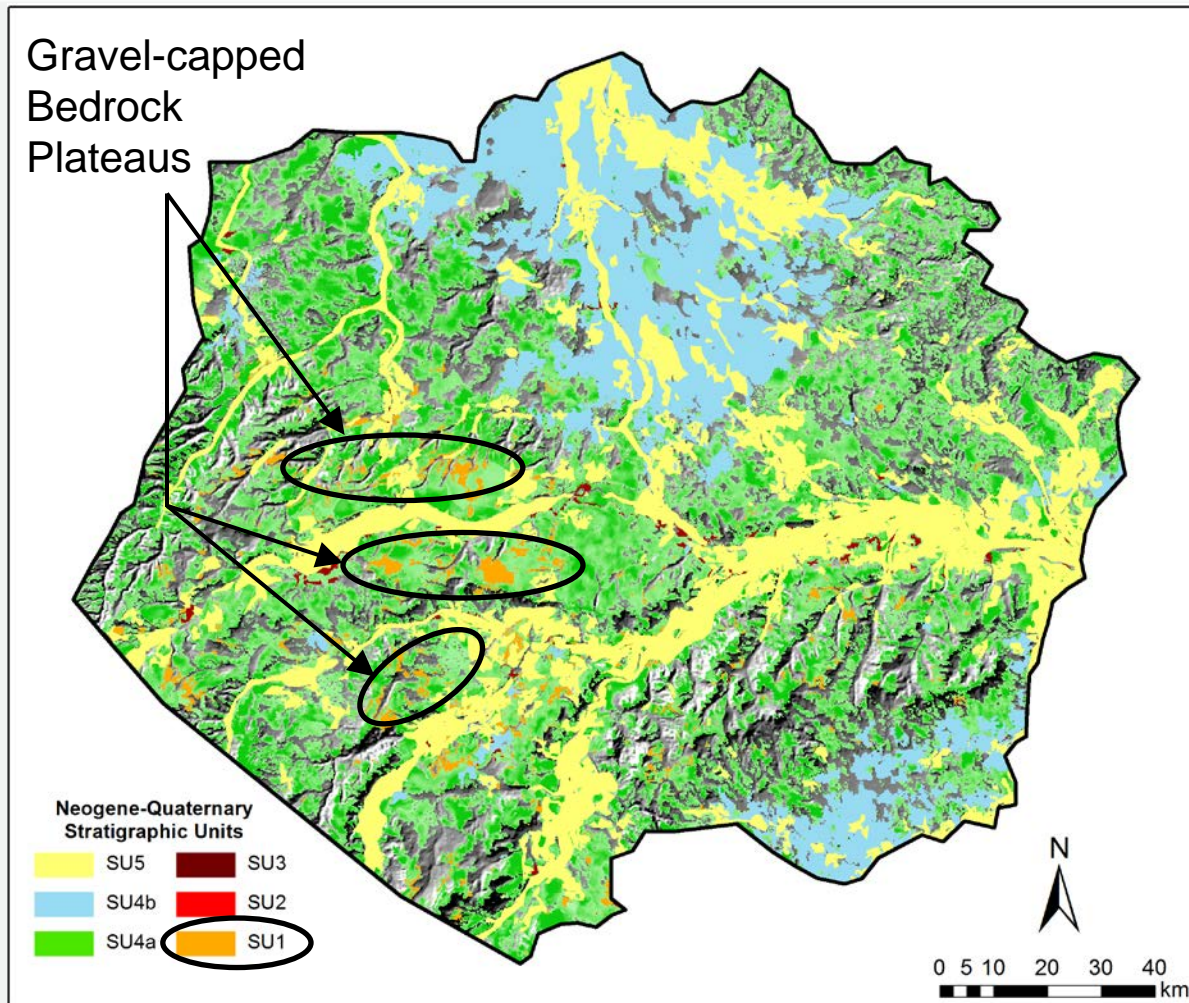 Gravel-capped
Bedrock
Plateaus
Neogene-Quaternary
Stratigraphic Units
SU5
SU3
SU4b
SU2
SU4a
SU1
N
0 5 10 20 30 40
km